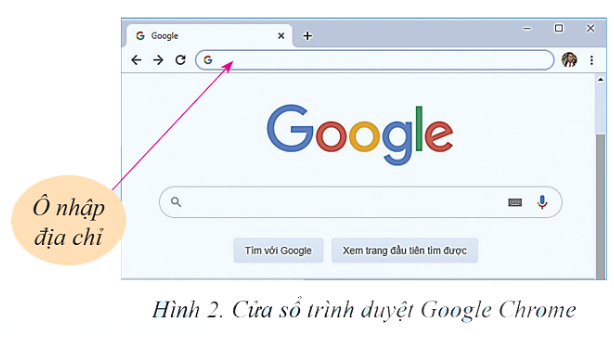 Google
Google
Ô nhập
địa chỉ
Tìm với Google
Xem trang đầu tiên tìm được
Hình 2. Cửa sổ trình duyệt Google Chrome